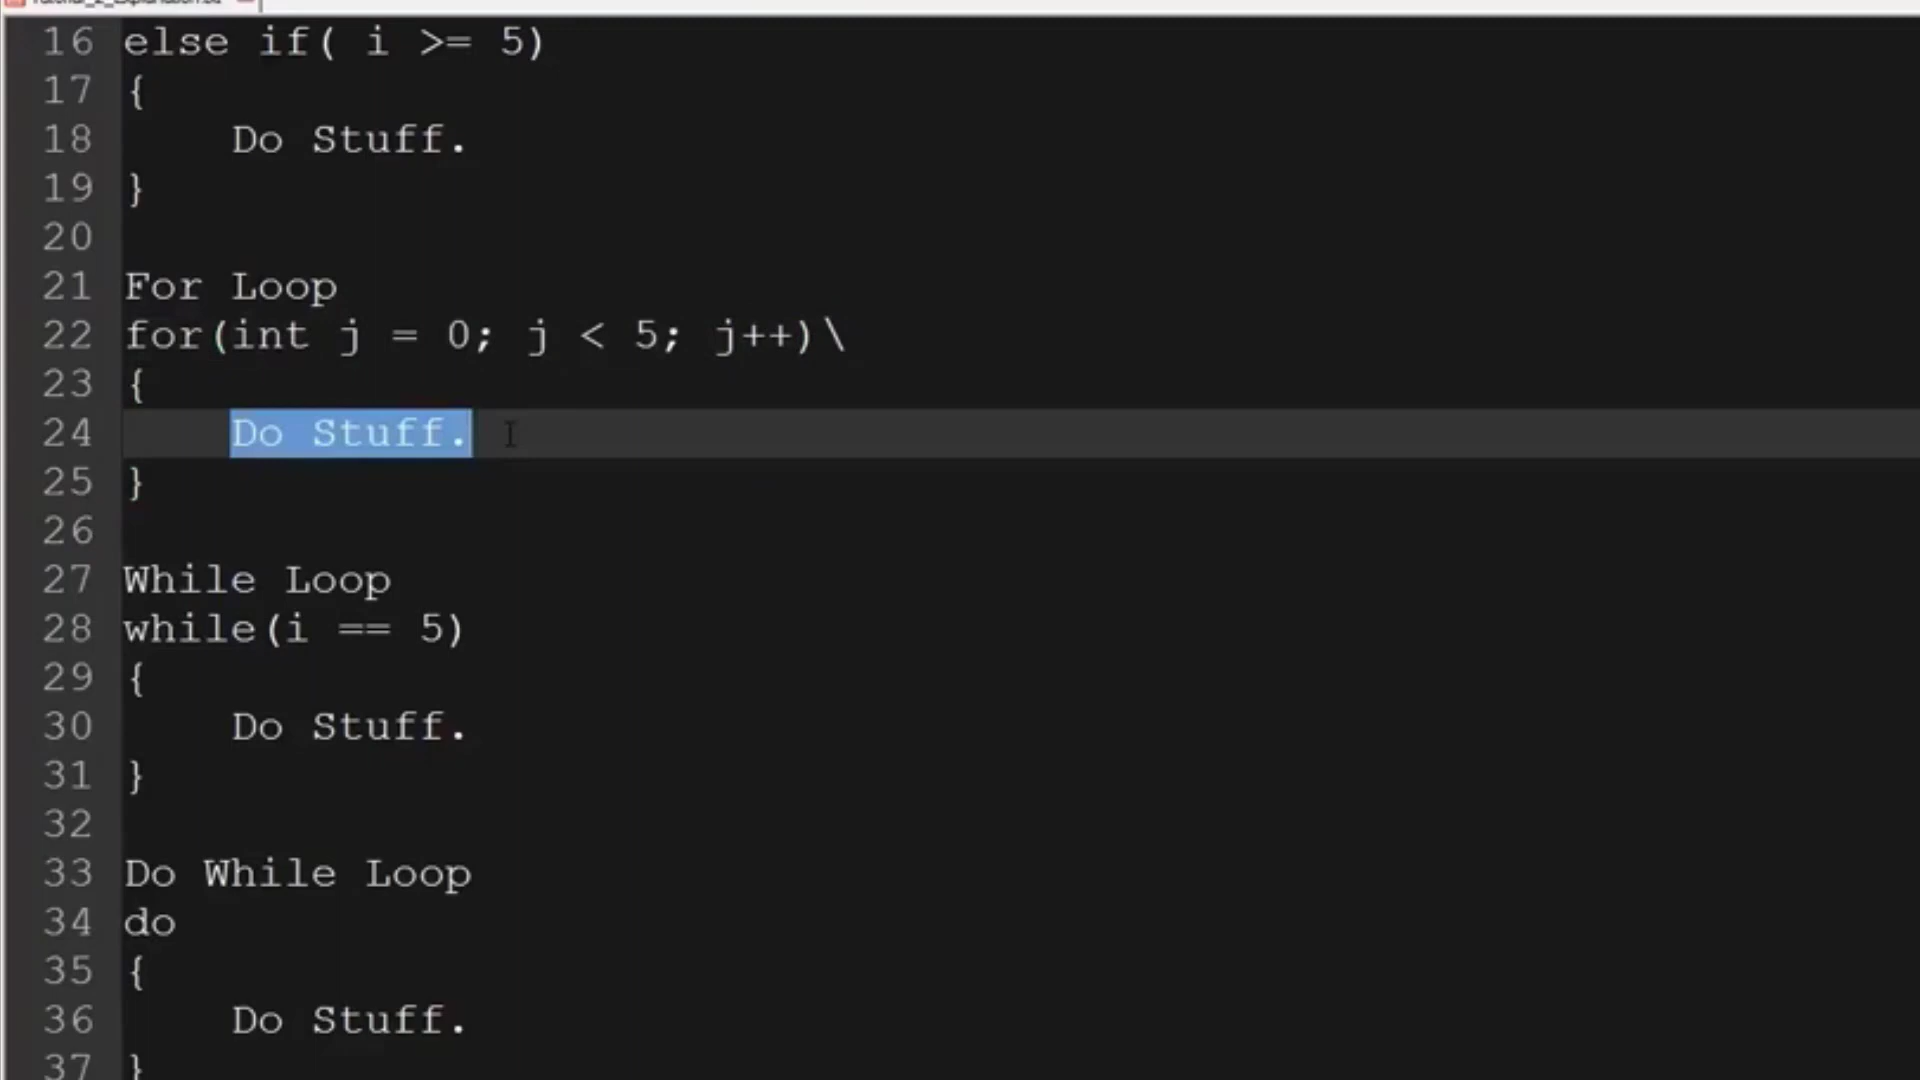 16 else if( i >= 5)
17 {
18 Do Stuff.
19 }
20
21 For Loop
22 for(int j = 0; j < 5; j++)\
23 {
24 Do Stuff.
25 }
26
27 While Loop
28 while(i == 5)
29 {
30 Do Stuff.
31 }
32
33 Do While Loop
34 do
35 {
36 Do Stuff.
37 }